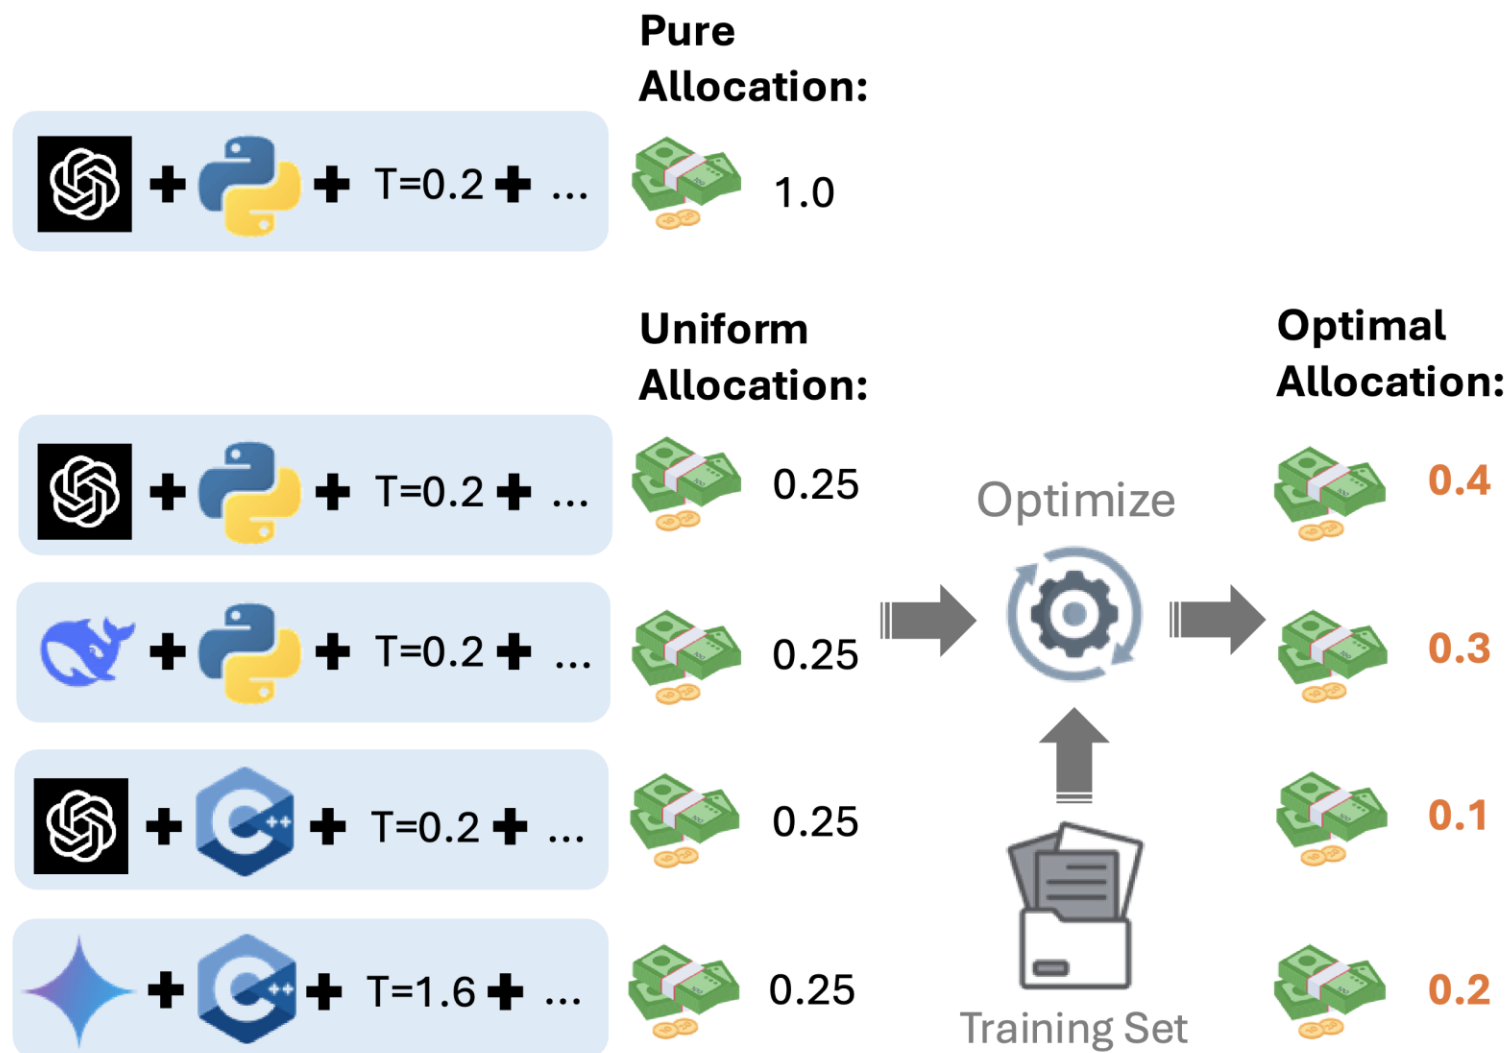 Pure
Allocation:
T=0.2 ...
1.0
Uniform
Allocation:
Optimal
Allocation:
T=0.2 ...
0.25
0.4
Optimize
T=0.2 ...
0.25
0.3
C++
T=0.2 ...
0.25
0.1
C++
T=1.6 ...
0.25
0.2
Training Set